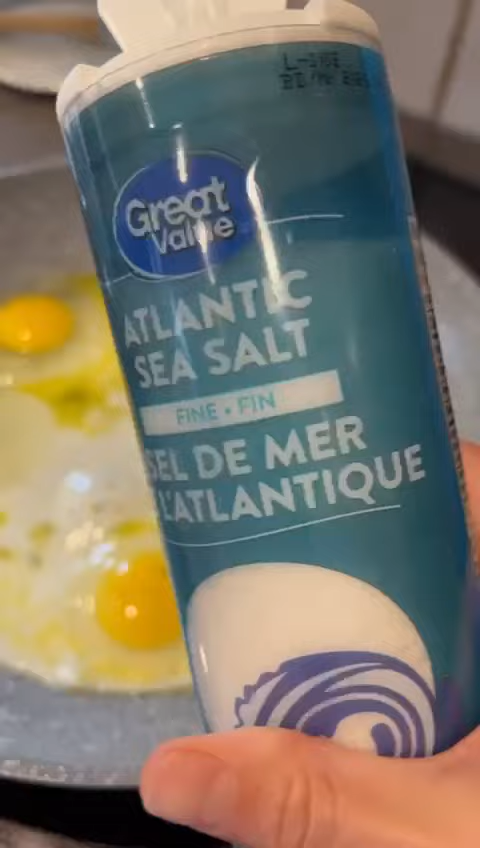 Great
Value
ATLANTIC
SEA SALT
FINE • FIN
SEL DE MER
L'ATLANTIQUE